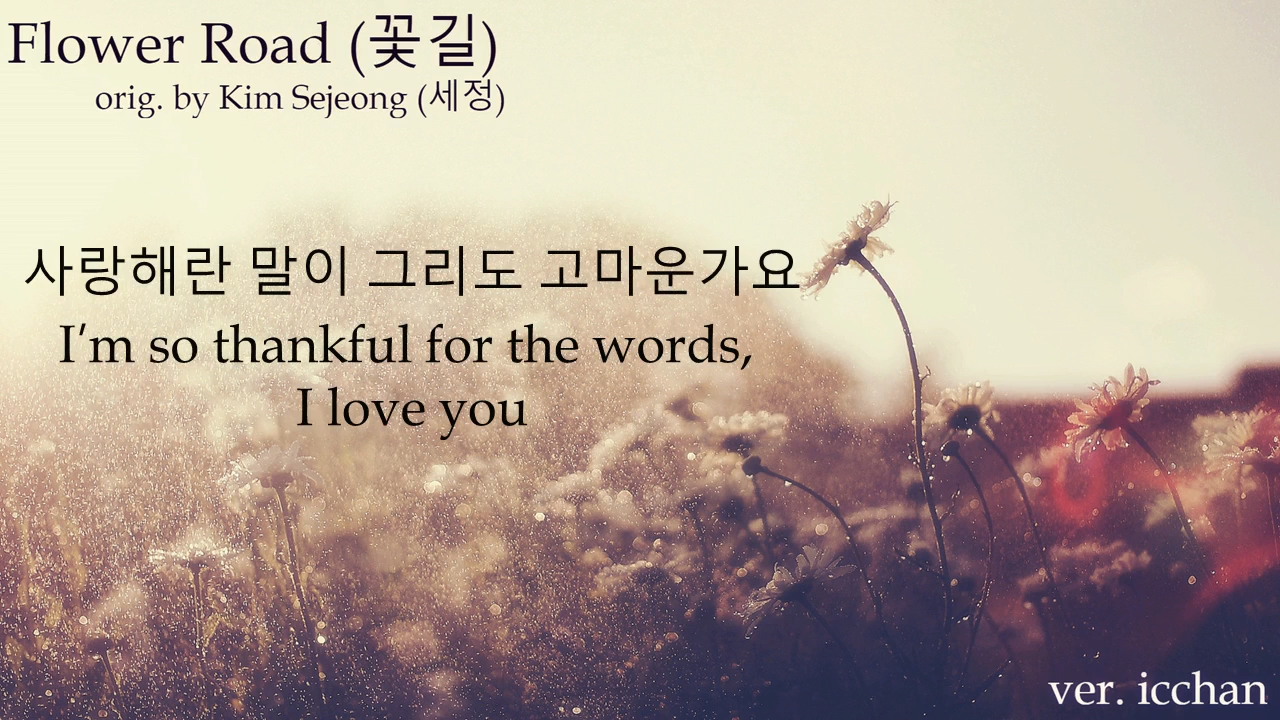 Flower Road (꽃길)
orig. by Kim Sejeong (세정)
사랑해란 말이 그리도 고마운가요
I'm so thankful for the words,
I love you
ver. icchan